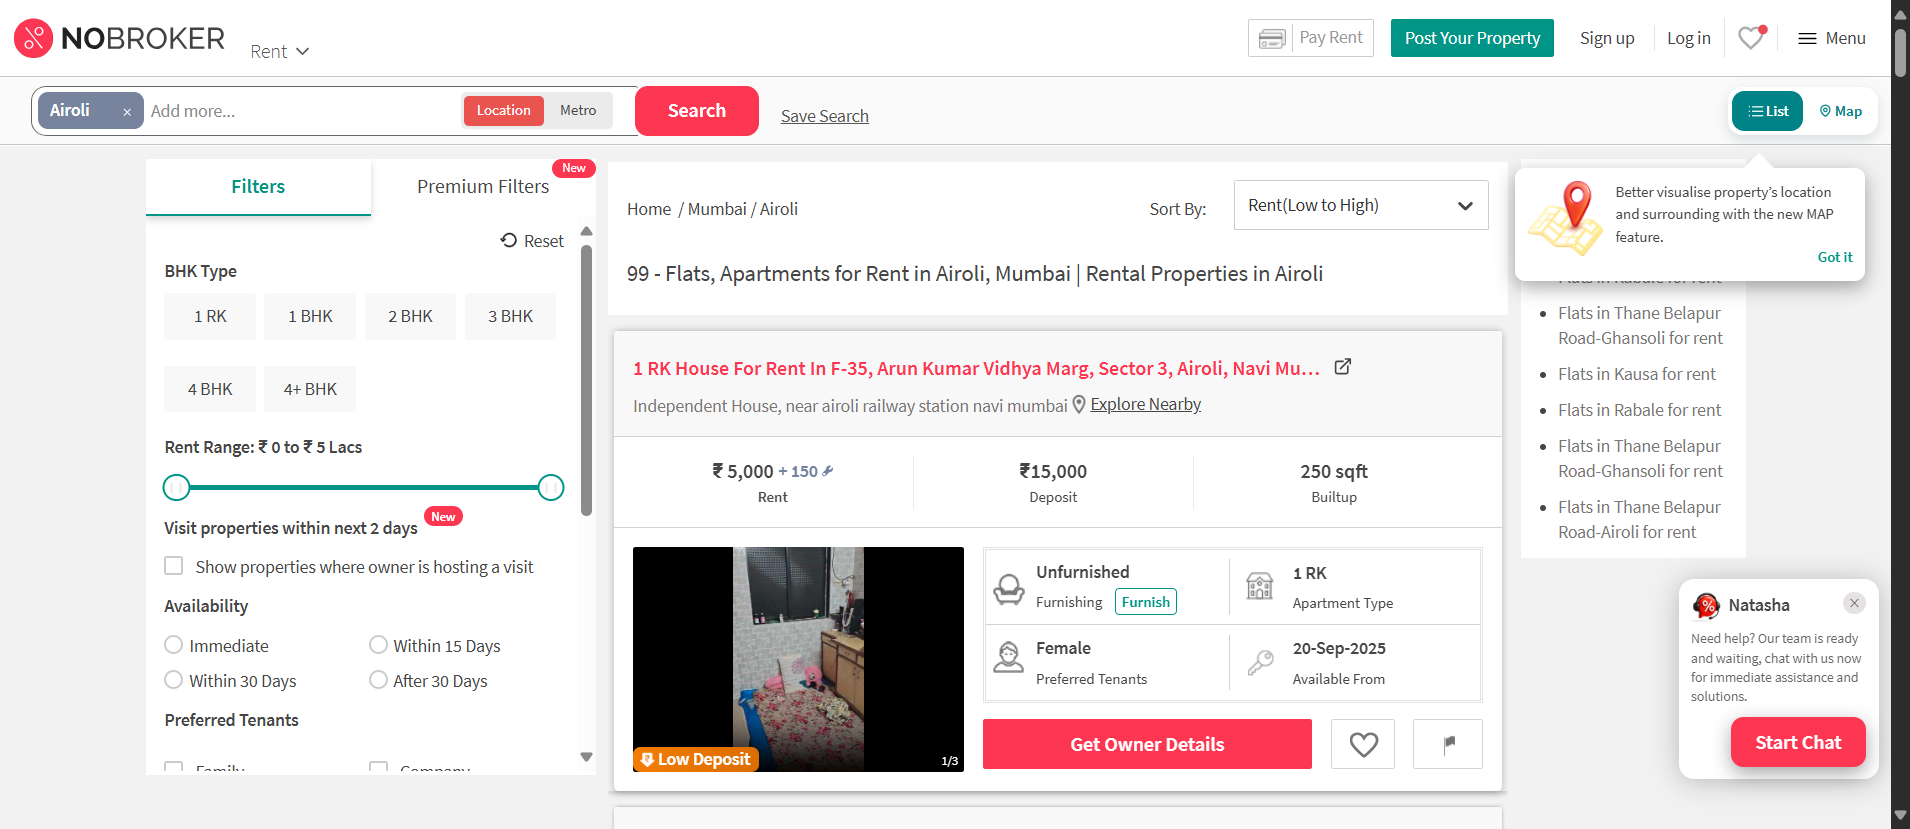 NOBROKER
Rent
Pay Rent
Post Your Property
Sign up
Log in
Menu
Airoli ×
Add more...
Location
Metro
Search
Save Search
List
Map
Filters
Premium Filters
New
Reset
BHK Type
1 RK
1 BHK
2 BHK
3 BHK
4 BHK
4+ BHK
Rent Range: ₹ 0 to ₹ 5 Lacs
Visit properties within next 2 days
New
Show properties where owner is hosting a visit
Availability
Immediate
Within 15 Days
Within 30 Days
After 30 Days
Preferred Tenants
Family
Company
Home / Mumbai / Airoli
Sort By:
Rent(Low to High)
99 - Flats, Apartments for Rent in Airoli, Mumbai | Rental Properties in Airoli
1 RK House For Rent In F-35, Arun Kumar Vidhya Marg, Sector 3, Airoli, Navi Mu...
Independent House, near airoli railway station navi mumbai
Explore Nearby
₹ 5,000 + 150
Rent
₹15,000
Deposit
250 sqft
Builtup
Low Deposit
1/3
Unfurnished
Furnishing
Furnish
1 RK
Apartment Type
Female
Preferred Tenants
20-Sep-2025
Available From
Get Owner Details
Better visualise property's location
and surrounding with the new MAP
feature.
Got it
Flats in Rabale for rent
Flats in Thane Belapur
Road-Ghansoli for rent
Flats in Kausa for rent
Flats in Rabale for rent
Flats in Thane Belapur
Road-Ghansoli for rent
Flats in Thane Belapur
Road-Airoli for rent
Natasha
Need help? Our team is ready
and waiting, chat with us now
for immediate assistance and
solutions.
Start Chat